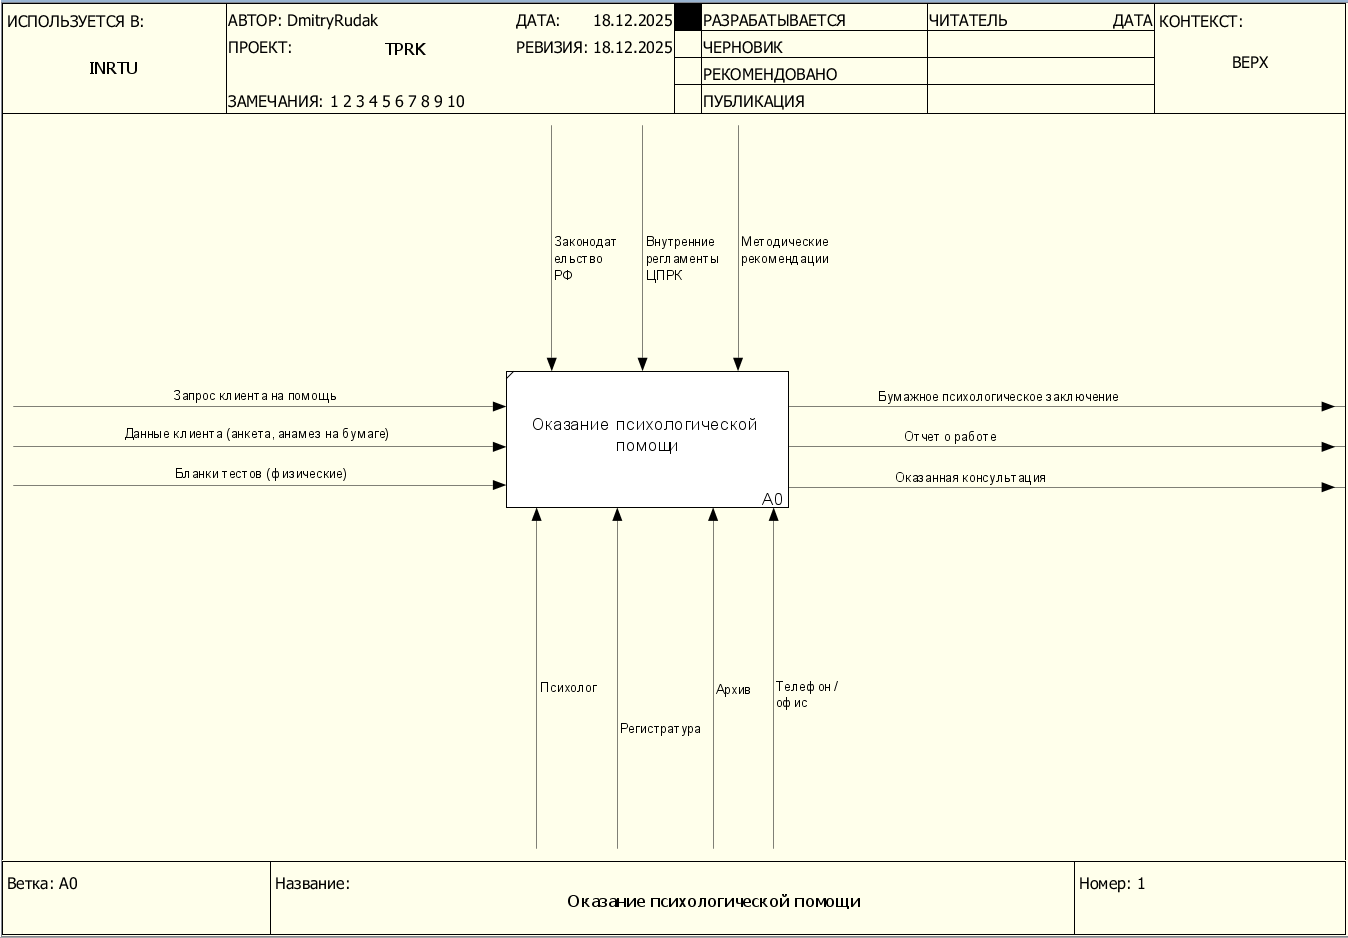 ИСПОЛЬЗУЕТСЯ В:
INRTU
АВТОР: DmitryRudak
ДАТА: 18.12.2025
ПРОЕКТ: TPRK
РЕВИЗИЯ: 18.12.2025
ЗАМЕЧАНИЯ: 1 2 3 4 5 6 7 8 9 10
РАЗРАБАТЫВАЕТСЯ
ЧЕРНОВИК
РЕКОМЕНДОВАНО
ПУБЛИКАЦИЯ
ЧИТАТЕЛЬ
ДАТА
КОНТЕКСТ:
ВЕРХ
Законодат
ельство
РФ
Внутренние
регламенты
ЦПРК
Методические
рекомендации
Запрос клиента на помощь
Данные клиента (анкета, анамез на бумаге)
Бланки тестов (физические)
Оказание психологической
помощи
A0
Бумажное психологическое заключение
Отчет о работе
Оказанная консультация
Психолог
Регистратура
Архив
Телефон /
офис
Ветка: A0
Название:
Оказание психологической помощи
Номер: 1